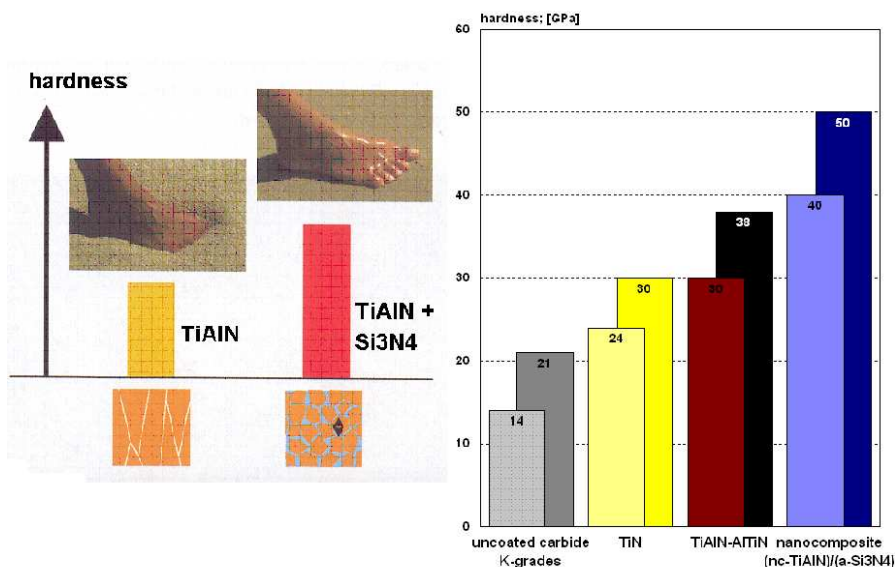 hardness
TiAlN
TiAlN +
Si3N4
hardness; [GPa]
60
50
40
30
20
10
0
14
21
24
30
30
38
40
50
uncoated carbide
K-grades
TiN
TiAlN-AlTiN
nanocomposite
(nc-TiAlN)/(a-Si3N4)